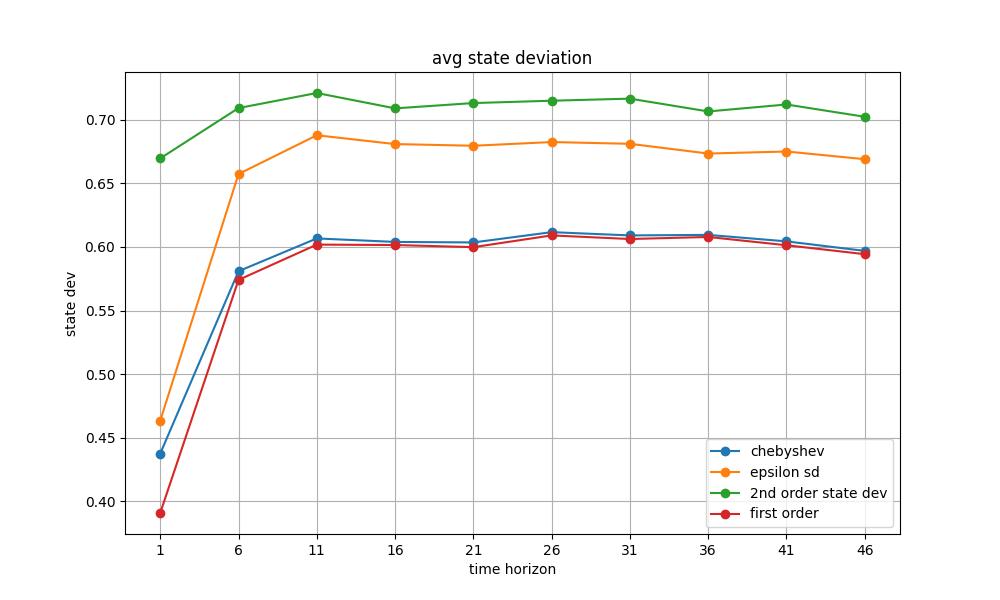 avg state deviation
state dev
0.70
0.65
0.60
0.55
0.50
0.45
0.40
chebyshev
epsilon sd
2nd order state dev
first order
1 6 11 16 21 26 31 36 41 46
time horizon